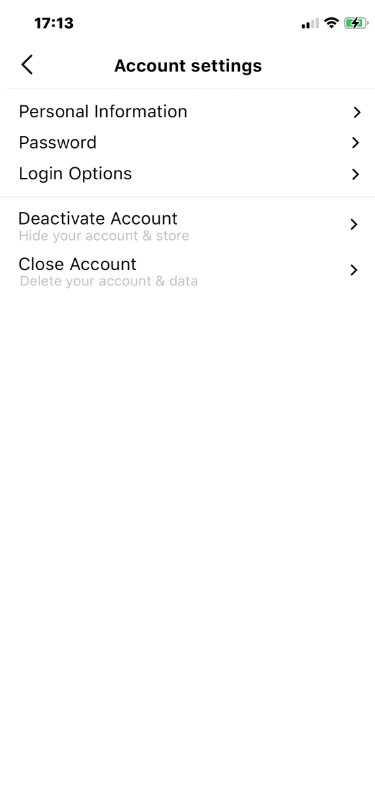 17:13
Account settings
Personal Information
Password
Login Options
Deactivate Account
Hide your account & store
Close Account
Delete your account & data